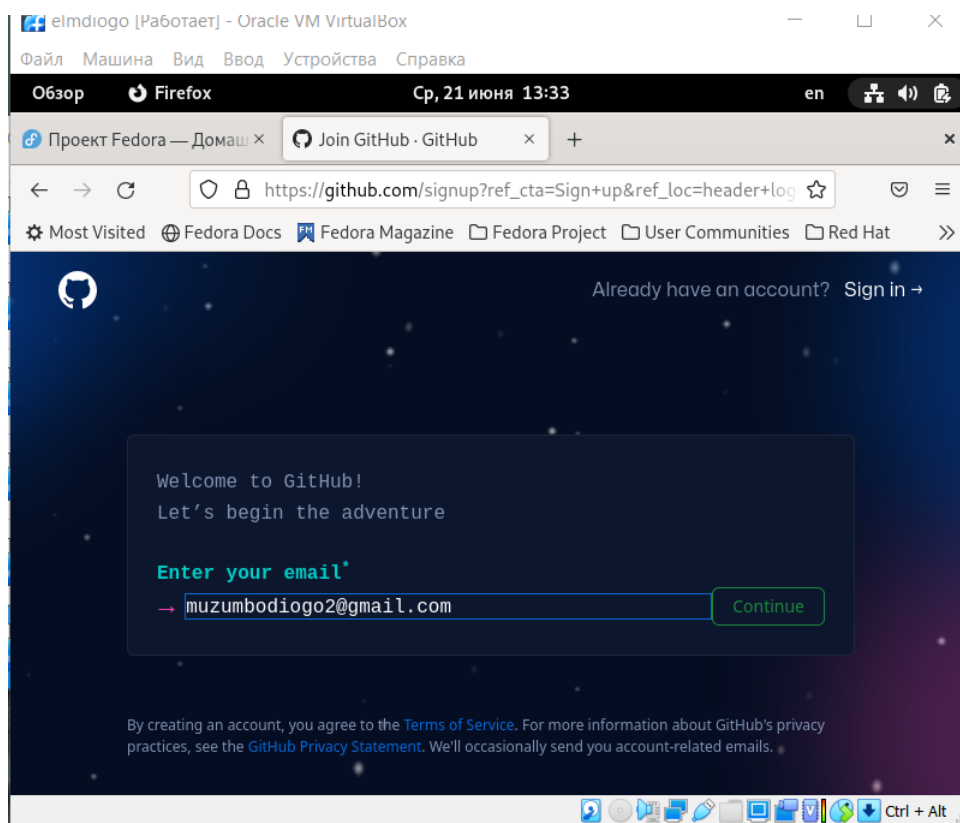 elmdiogo [Работает] - Oracle VM VirtualBox
Файл Машина Вид Ввод Устройства Справка
Обзор Firefox Ср, 21 июня 13:33 en
Проект Fedora — Домаш Join GitHub · GitHub
https://github.com/signup?ref_cta=Sign+up&ref_loc=header+log
Most Visited Fedora Docs Fedora Magazine Fedora Project User Communities Red Hat
Already have an account? Sign in →
Welcome to GitHub!
Let’s begin the adventure
Enter your email*
→ muzumbodiogo2@gmail.com Continue
By creating an account, you agree to the Terms of Service. For more information about GitHub's privacy
practices, see the GitHub Privacy Statement. We'll occasionally send you account-related emails.
Ctrl + Alt